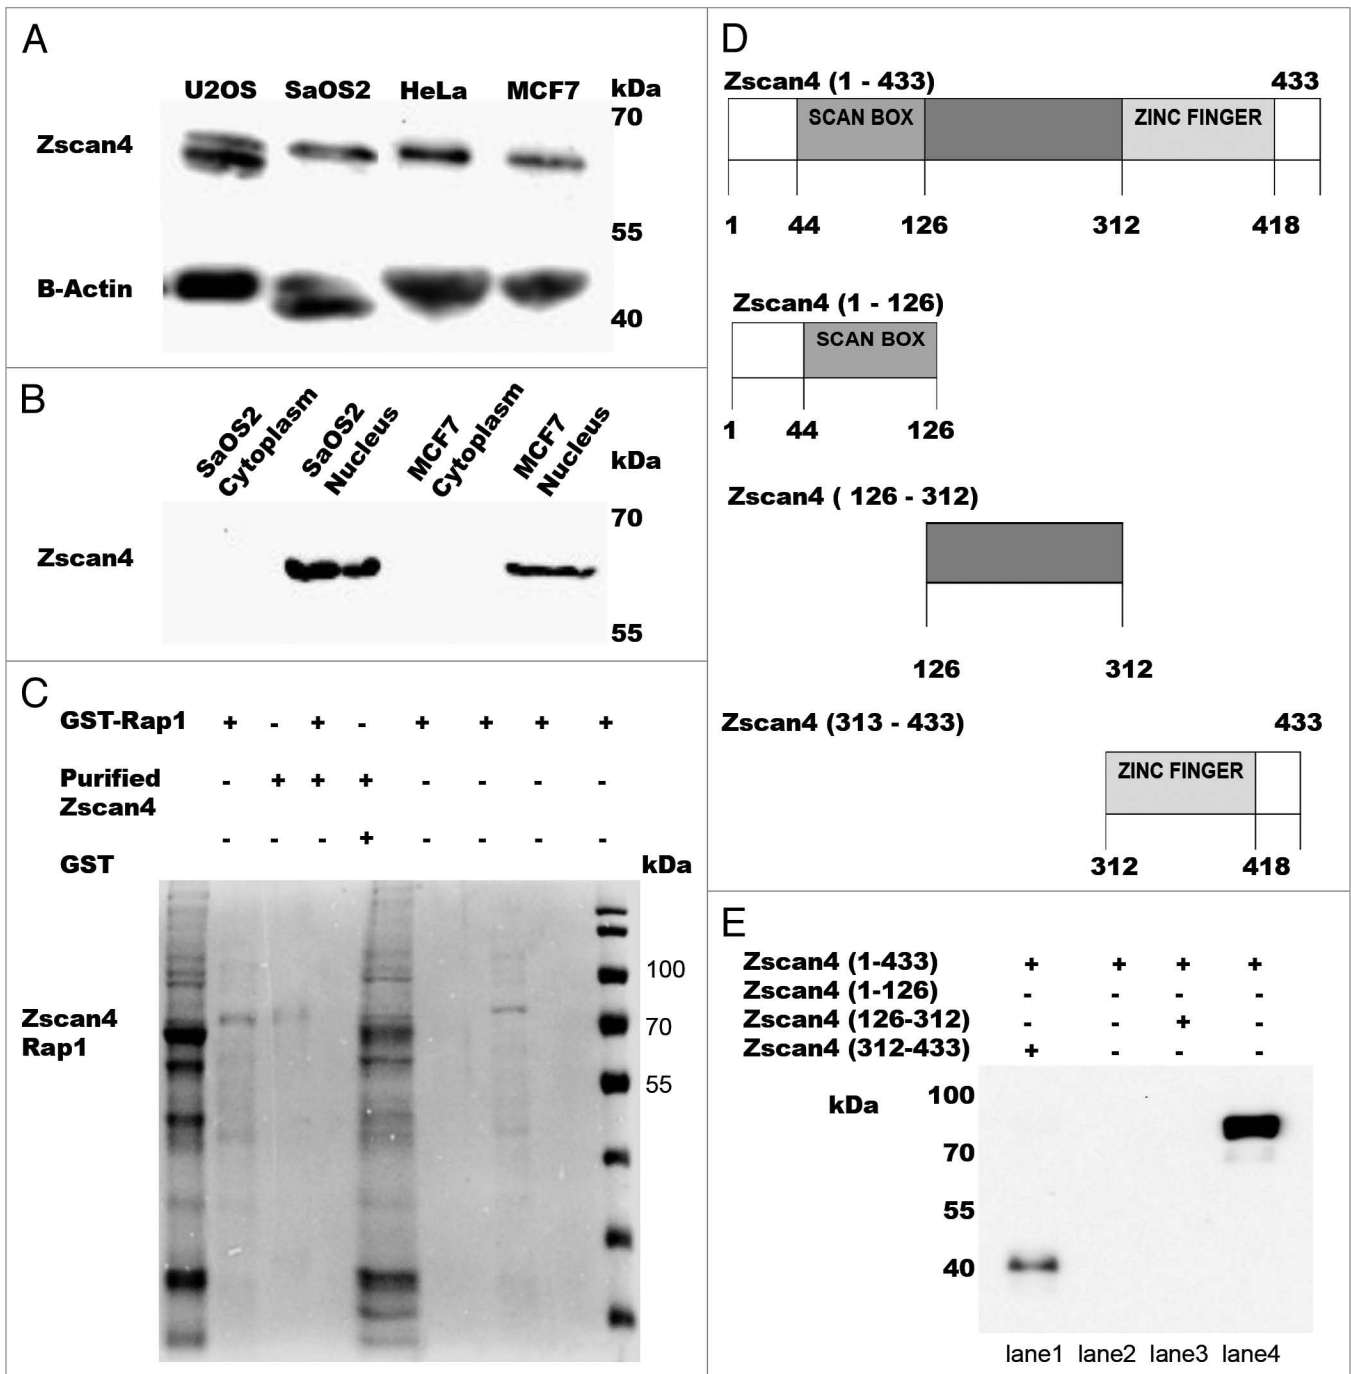 A
U2OS SaOS2 HeLa MCF7 kDa
70
Zscan4
55
B-Actin
40
B
SaOS2 Cytoplasm
SaOS2 Nucleus
MCF7 Cytoplasm
MCF7 Nucleus
kDa
70
Zscan4
55
C
GST-Rap1 + - + - + + + +
Purified - + + + - - - -
Zscan4
- - - + - - - -
GST kDa
100
Zscan4 70
Rap1
55
D
Zscan4 (1 - 433) 433
SCAN BOX ZINC FINGER
1 44 126 312 418
Zscan4 (1 - 126)
SCAN BOX
1 44 126
Zscan4 ( 126 - 312)
126 312
Zscan4 (313 - 433) 433
ZINC FINGER
312 418
E
Zscan4 (1-433) + + + +
Zscan4 (1-126) - - - -
Zscan4 (126-312) - - + -
Zscan4 (312-433) + - - -
kDa 100
70
55
40
lane1 lane2 lane3 lane4